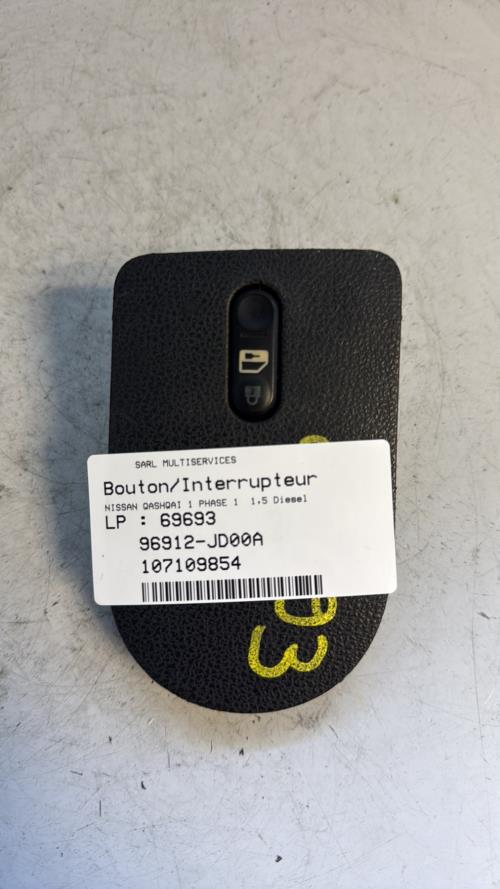 SARL MULTISERVICES
Bouton/Interrupteur
NISSAN QASHQAI 1 PHASE 1 1.5 Diesel
LP : 69693
96912-JD00A
107109854